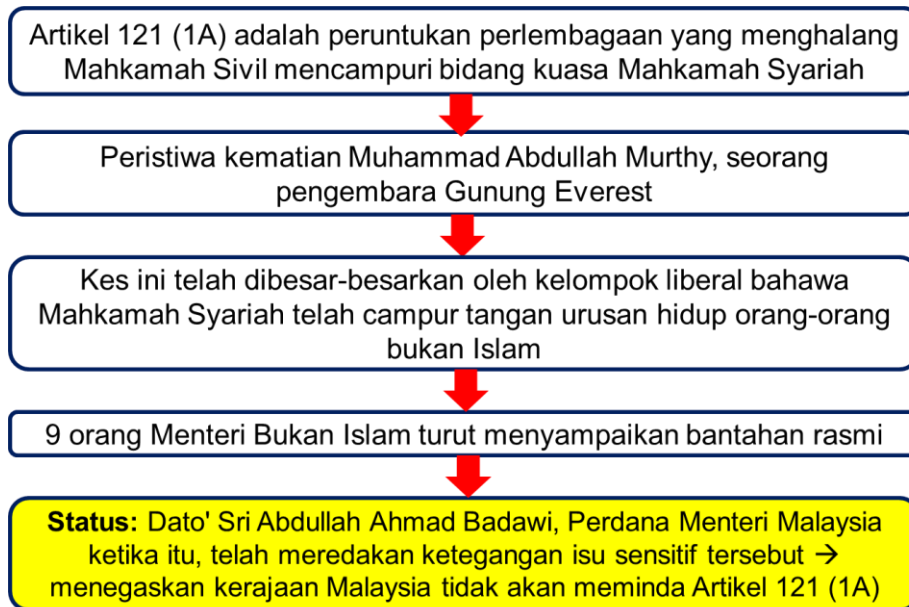 Artikel 121 (1A) adalah peruntukan perlembagaan yang menghalang
Mahkamah Sivil mencampuri bidang kuasa Mahkamah Syariah
Peristiwa kematian Muhammad Abdullah Murthy, seorang
pengembara Gunung Everest
Kes ini telah dibesar-besarkan oleh kelompok liberal bahawa
Mahkamah Syariah telah campur tangan urusan hidup orang-orang
bukan Islam
9 orang Menteri Bukan Islam turut menyampaikan bantahan rasmi
Status: Dato' Sri Abdullah Ahmad Badawi, Perdana Menteri Malaysia
ketika itu, telah meredakan ketegangan isu sensitif tersebut →
menegaskan kerajaan Malaysia tidak akan meminda Artikel 121 (1A)